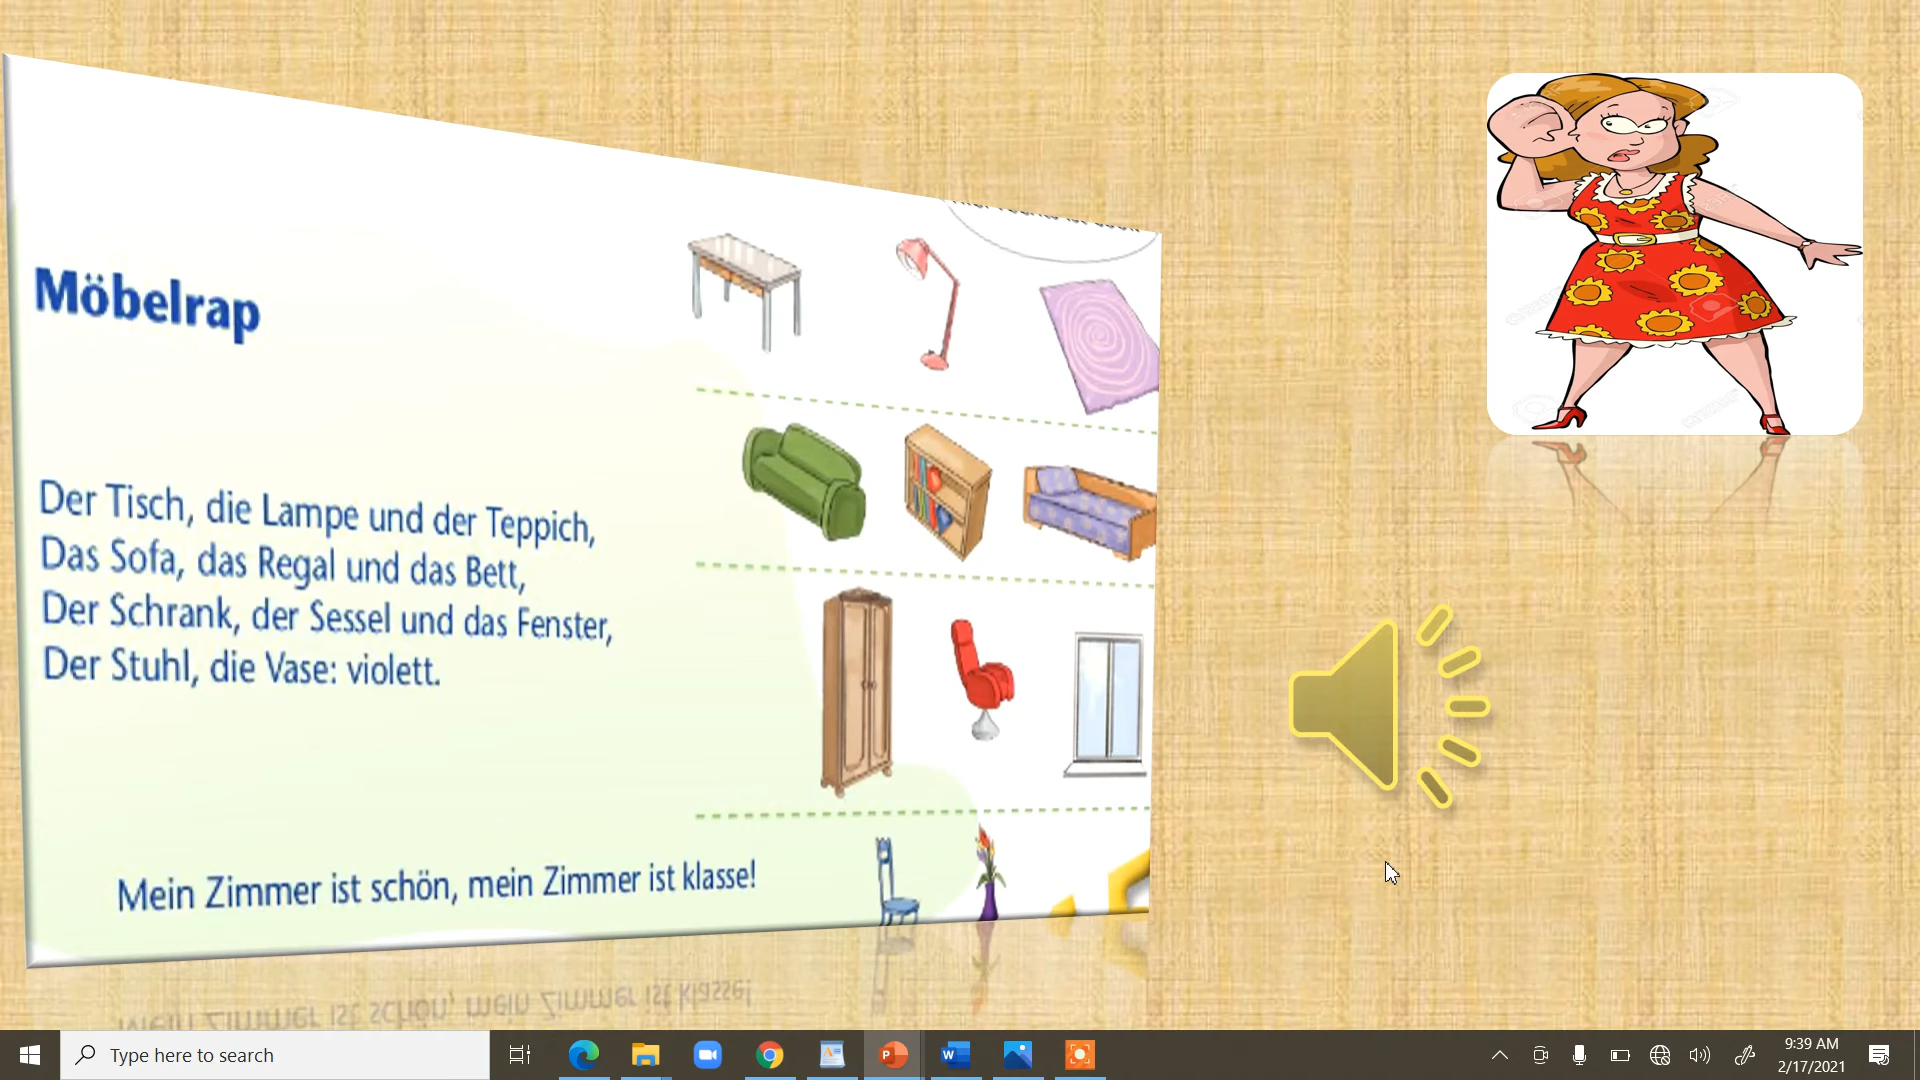 Möbelrap
Der Tisch, die Lampe und der Teppich,
Das Sofa, das Regal und das Bett,
Der Schrank, der Sessel und das Fenster,
Der Stuhl, die Vase: violett.
Mein Zimmer ist schön, mein Zimmer ist klasse!
Type here to search
9:39 AM
2/17/2021